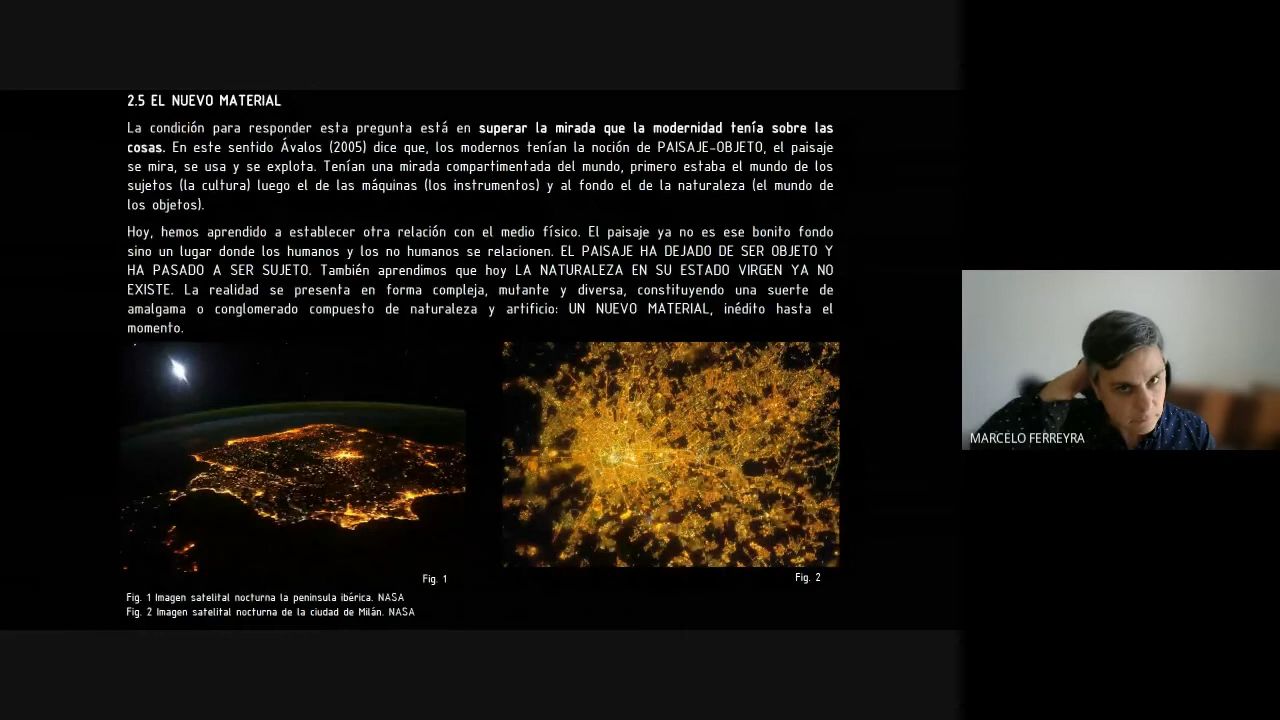 2.5 EL NUEVO MATERIAL
La condición para responder esta pregunta está en superar la mirada que la modernidad tenía sobre las
cosas. En este sentido Ávalos (2005) dice que, los modernos tenían la noción de PAISAJE-OBJETO, el paisaje
se mira, se usa y se explota. Tenían una mirada compartimentada del mundo, primero estaba el mundo de los
sujetos (la cultura) luego el de las máquinas (los instrumentos) y al fondo el de la naturaleza (el mundo de
los objetos).
Hoy, hemos aprendido a establecer otra relación con el medio físico. El paisaje ya no es ese bonito fondo
sino un lugar donde los humanos y los no humanos se relacionen. EL PAISAJE HA DEJADO DE SER OBJETO Y
HA PASADO A SER SUJETO. También aprendimos que hoy LA NATURALEZA EN SU ESTADO VIRGEN YA NO
EXISTE. La realidad se presenta en forma compleja, mutante y diversa, constituyendo una suerte de
amalgama o conglomerado compuesto de naturaleza y artificio: UN NUEVO MATERIAL, inédito hasta el
momento.
Fig. 1
Fig. 2
Fig. 1 Imagen satelital nocturna la peninsula ibérica. NASA
Fig. 2 Imagen satelital nocturna de la ciudad de Milán. NASA
MARCELO FERREYRA